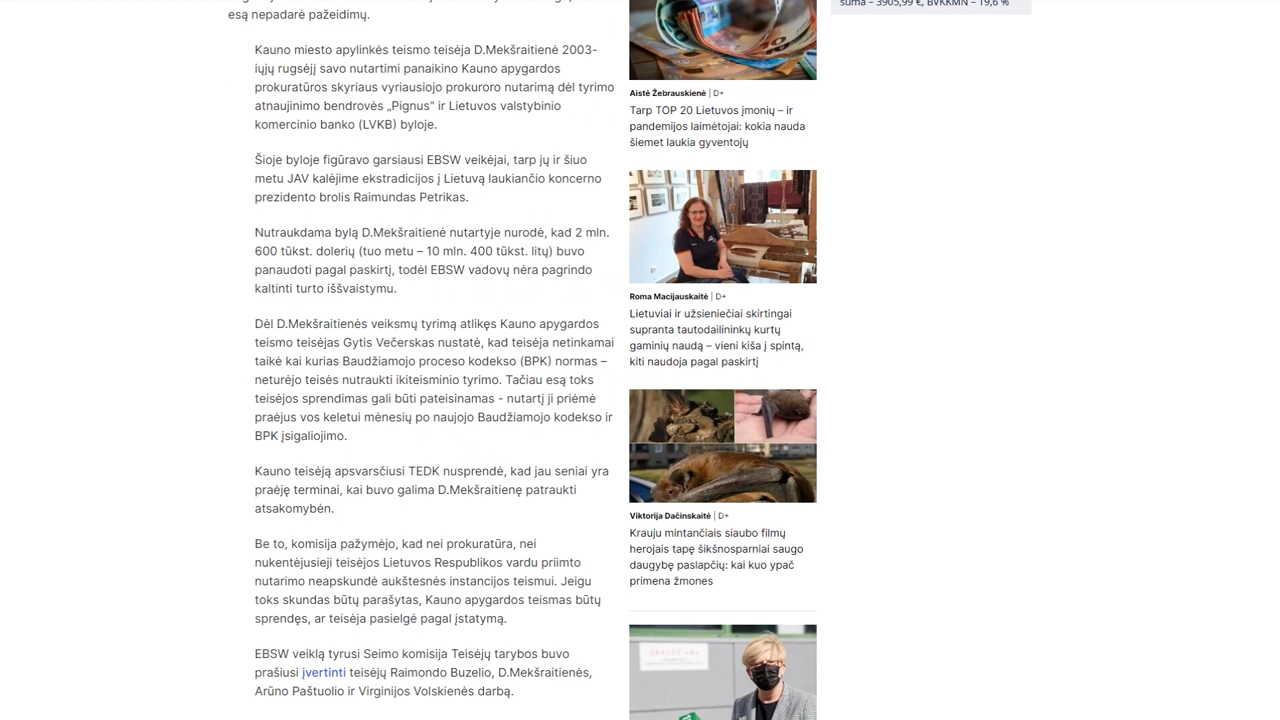 esą nepadarė pažeidimų.
Kauno miesto apylinkės teismo teisėja D.Mekšraitienė 2003-
iųjų rugsėjį savo nutartimi panaikino Kauno apygardos
prokuratūros skyriaus vyriausiojo prokuroro nutarimą dėl tyrimo
atnaujinimo bendrovės „Pignus" ir Lietuvos valstybinio
komercinio banko (LVKB) byloje.
Šioje byloje figūravo garsiausi EBSW veikėjai, tarp jų ir šiuo
metu JAV kalėjime ekstradicijos į Lietuvą laukiančio koncerno
prezidento brolis Raimundas Petrikas.
Nutraukdama bylą D.Mekšraitienė nutartyje nurodė, kad 2 mln.
600 tūkst. dolerių (tuo metu – 10 mln. 400 tūkst. litų) buvo
panaudoti pagal paskirtį, todėl EBSW vadovų nėra pagrindo
kaltinti turto iššvaistymu.
Dėl D.Mekšraitienės veiksmų tyrimą atlikęs Kauno apygardos
teismo teisėjas Gytis Večerskas nustatė, kad teisėja netinkamai
taikė kai kurias Baudžiamojo proceso kodekso (BPK) normas –
neturėjo teisės nutraukti ikiteisminio tyrimo. Tačiau esą toks
teisėjos sprendimas gali būti pateisinamas - nutartį ji priėmė
praėjus vos keletui mėnesių po naujojo Baudžiamojo kodekso ir
BPK įsigaliojimo.
Kauno teisėją apsvarsčiusi TEDK nusprendė, kad jau seniai yra
praėję terminai, kai buvo galima D.Mekšraitienę patraukti
atsakomybėn.
Be to, komisija pažymėjo, kad nei prokuratūra, nei
nukentėjusieji teisėjos Lietuvos Respublikos vardu priimto
nutarimo neapskundė aukštesnės instancijos teismui. Jeigu
toks skundas būtų parašytas, Kauno apygardos teismas būtų
sprendęs, ar teisėja pasielgė pagal įstatymą.
EBSW veiklą tyrusi Seimo komisija Teisėjų tarybos buvo
prašiusi įvertinti teisėjų Raimondo Buzelio, D.Mekšraitienės,
Arūno Paštuolio ir Virginijos Volskienės darbą.
Aistė Žebrauskienė | D+
Tarp TOP 20 Lietuvos įmonių – ir
pandemijos laimėtojai: kokia nauda
šiemet laukia gyventojų
Roma Macijauskaitė | D+
Lietuviai ir užsieniečiai skirtingai
supranta tautodailininkų kurtų
gaminių naudą – vieni kiša į spintą,
kiti naudoja pagal paskirtį
Viktorija Dačinskaitė | D+
Krauju mintančiais siaubo filmų
herojais tapę šikšnosparniai saugo
daugybę paslapčių: kai kuo ypač
primena žmones
suma – 3905,99 €, BVKKMN – 19,6 %